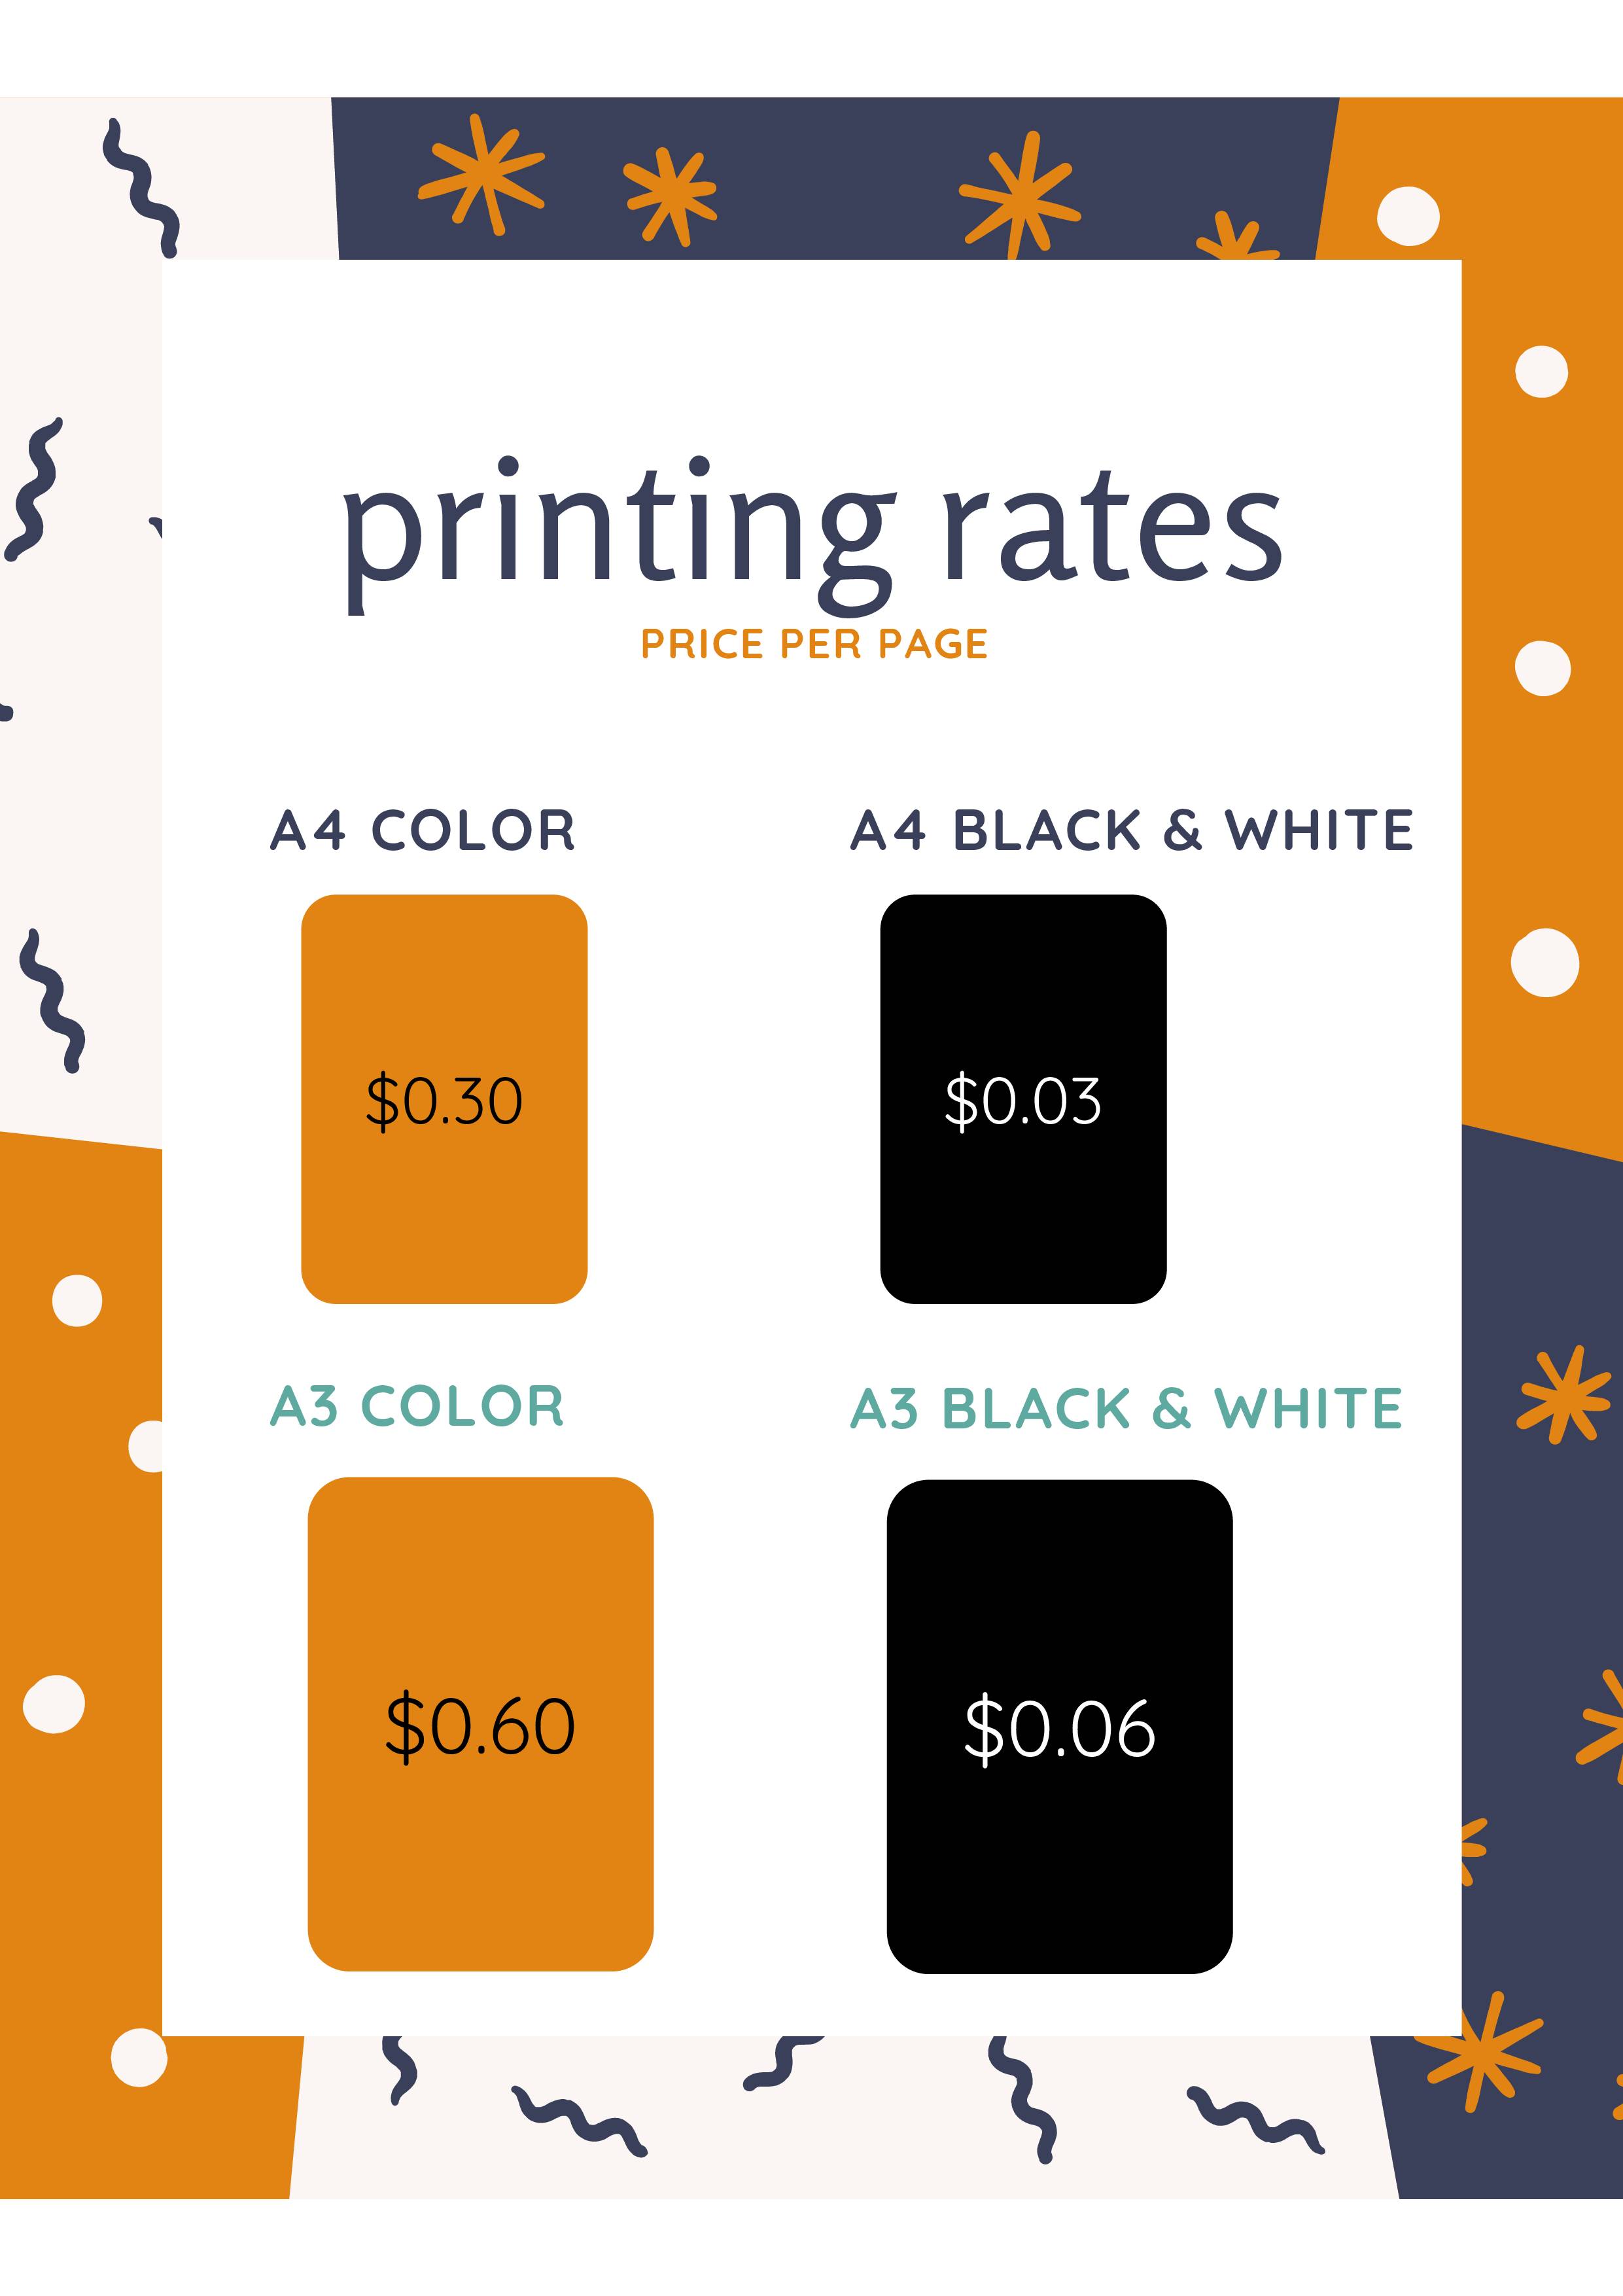 printing rates
PRICE PER PAGE
A4 COLOR
A4 BLACK & WHITE
$0.30
$0.03
A3 COLOR
A3 BLACK & WHITE
$0.60
$0.06